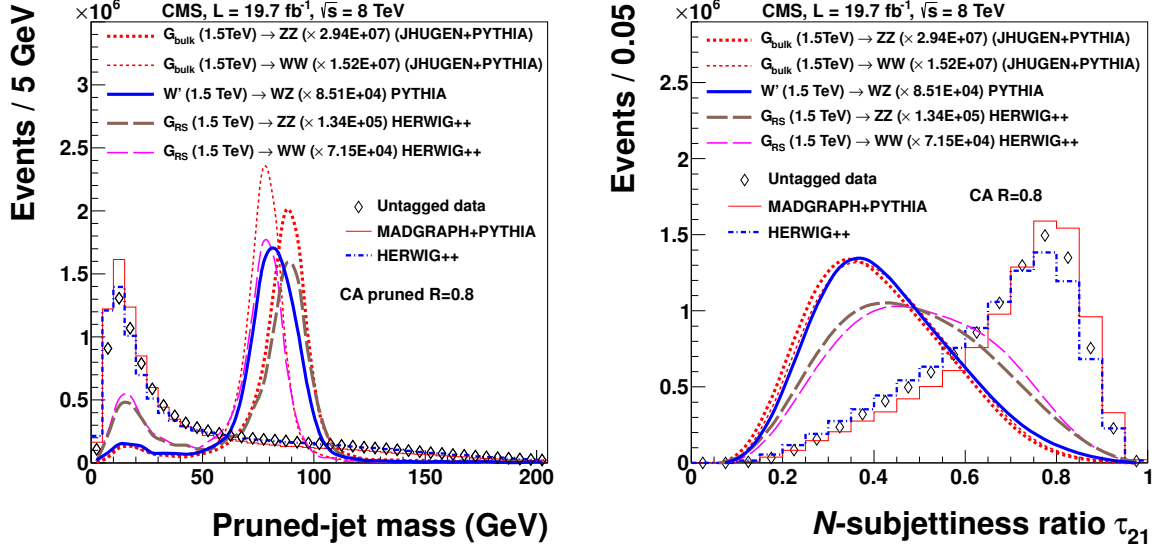 ×10⁶ CMS, L = 19.7 fb⁻¹, √s = 8 TeV
Events / 5 GeV
G_bulk (1.5TeV) → ZZ (× 2.94E+07) (JHUGEN+PYTHIA)
G_bulk (1.5TeV) → WW (× 1.52E+07) (JHUGEN+PYTHIA)
W' (1.5 TeV) → WZ (× 8.51E+04) PYTHIA
G_RS (1.5 TeV) → ZZ (× 1.34E+05) HERWIG++
G_RS (1.5 TeV) → WW (× 7.15E+04) HERWIG++
Untagged data
MADGRAPH+PYTHIA
HERWIG++
CA pruned R=0.8
3
2.5
2
1.5
1
0.5
0
0 50 100 150 200
Pruned-jet mass (GeV)
×10⁶ CMS, L = 19.7 fb⁻¹, √s = 8 TeV
Events / 0.05
G_bulk (1.5TeV) → ZZ (× 2.94E+07) (JHUGEN+PYTHIA)
G_bulk (1.5TeV) → WW (× 1.52E+07) (JHUGEN+PYTHIA)
W' (1.5 TeV) → WZ (× 8.51E+04) PYTHIA
G_RS (1.5 TeV) → ZZ (× 1.34E+05) HERWIG++
G_RS (1.5 TeV) → WW (× 7.15E+04) HERWIG++
Untagged data
CA R=0.8
MADGRAPH+PYTHIA
HERWIG++
2.5
2
1.5
1
0.5
0
0 0.2 0.4 0.6 0.8 1
N-subjettiness ratio τ₂₁